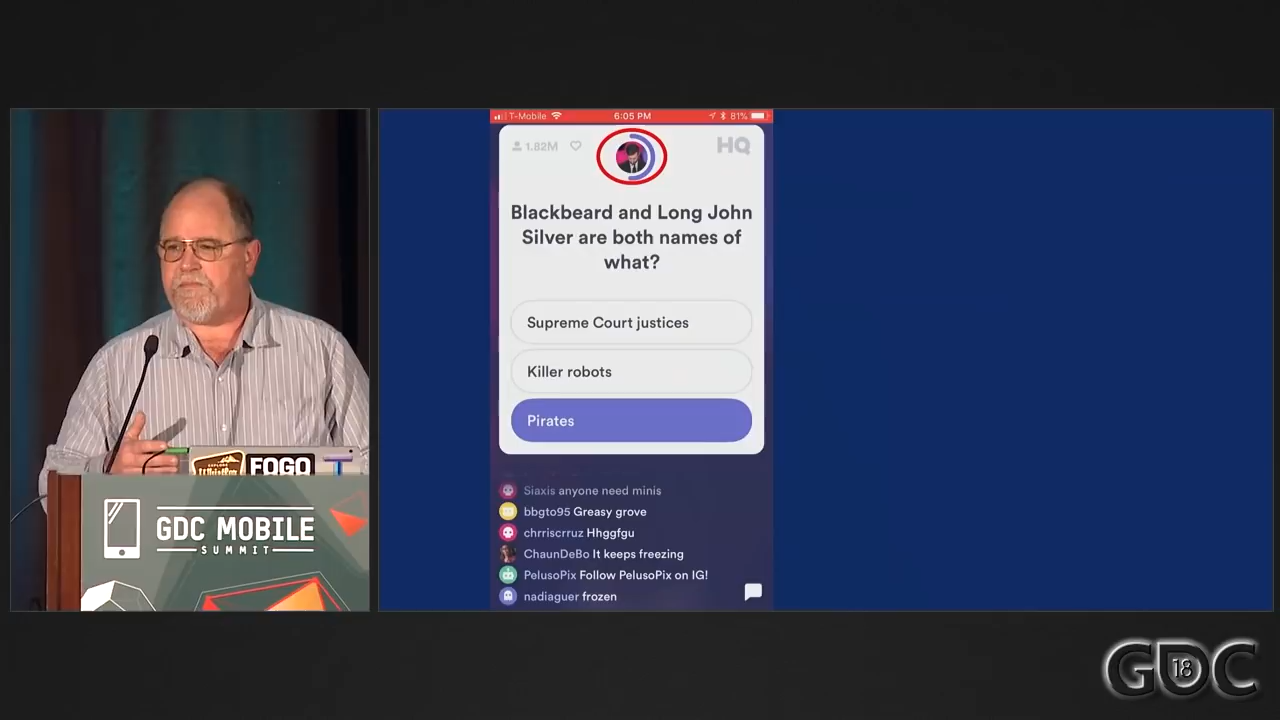 T-Mobile 6:05 PM 81%
1.82M HQ
Blackbeard and Long John
Silver are both names of
what?
Supreme Court justices
Killer robots
Pirates
Siaxis anyone need minis
bbgto95 Greasy grove
chrriscrruz Hhggfgu
ChaunDeBo It keeps freezing
PelusoPix Follow PelusoPix on IG!
nadiaguer frozen
FOGO
GDC MOBILE
SUMMIT
GDC 18